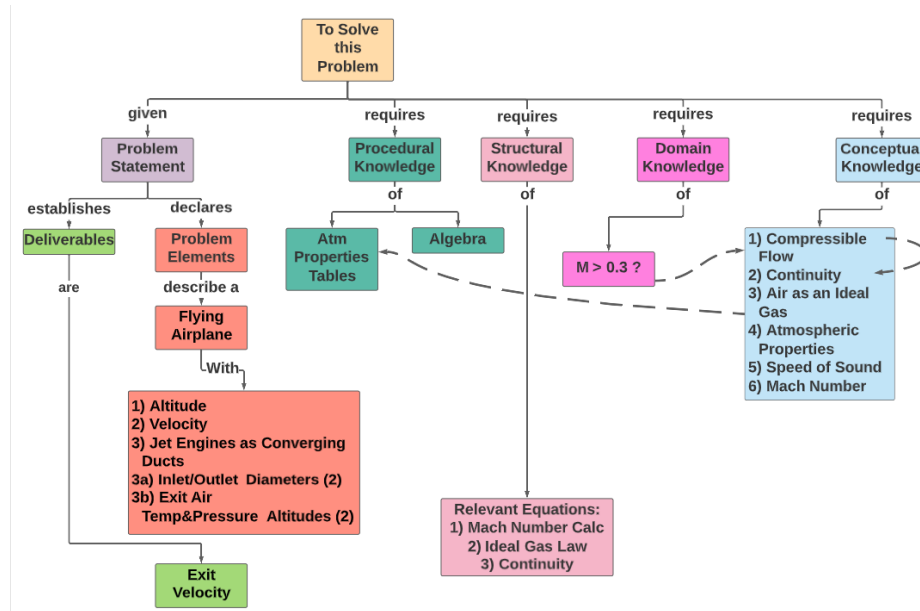 To Solve
this
Problem
given
requires
requires
requires
requires
Problem
Statement
Procedural
Knowledge
Structural
Knowledge
Domain
Knowledge
Conceptual
Knowledge
of
of
of
of
establishes
declares
Deliverables
Problem
Elements
Atm
Properties
Tables
Algebra
M > 0.3 ?
1) Compressible
Flow
2) Continuity
3) Air as an Ideal
Gas
4) Atmospheric
Properties
5) Speed of Sound
6) Mach Number
are
describe a
Flying
Airplane
With
1) Altitude
2) Velocity
3) Jet Engines as Converging
Ducts
3a) Inlet/Outlet Diameters (2)
3b) Exit Air
Temp&Pressure Altitudes (2)
Relevant Equations:
1) Mach Number Calc
2) Ideal Gas Law
3) Continuity
Exit
Velocity